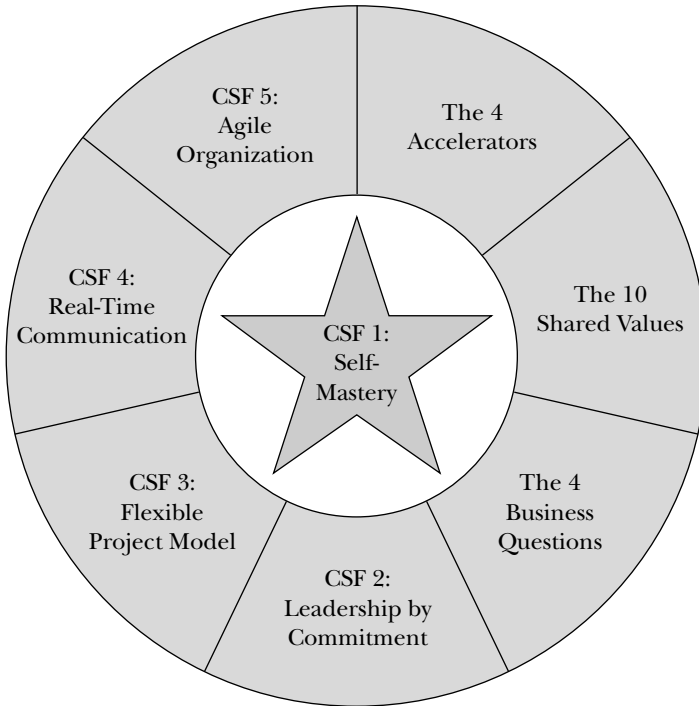 The 4
Accelerators
The 10
Shared Values
The 4
Business
Questions
CSF 2:
Leadership by
Commitment
CSF 3:
Flexible
Project Model
CSF 4:
Real-Time
Communication
CSF 5:
Agile
Organization
CSF 1:
Self-
Mastery